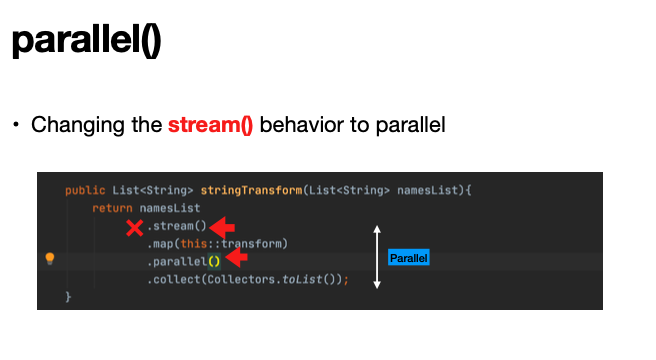 parallel()
• Changing the stream() behavior to parallel
public List<String> stringTransform(List<String> namesList){
return namesList
.stream()
.map(this::transform)
.parallel()
Parallel
.collect(Collectors.toList());
}